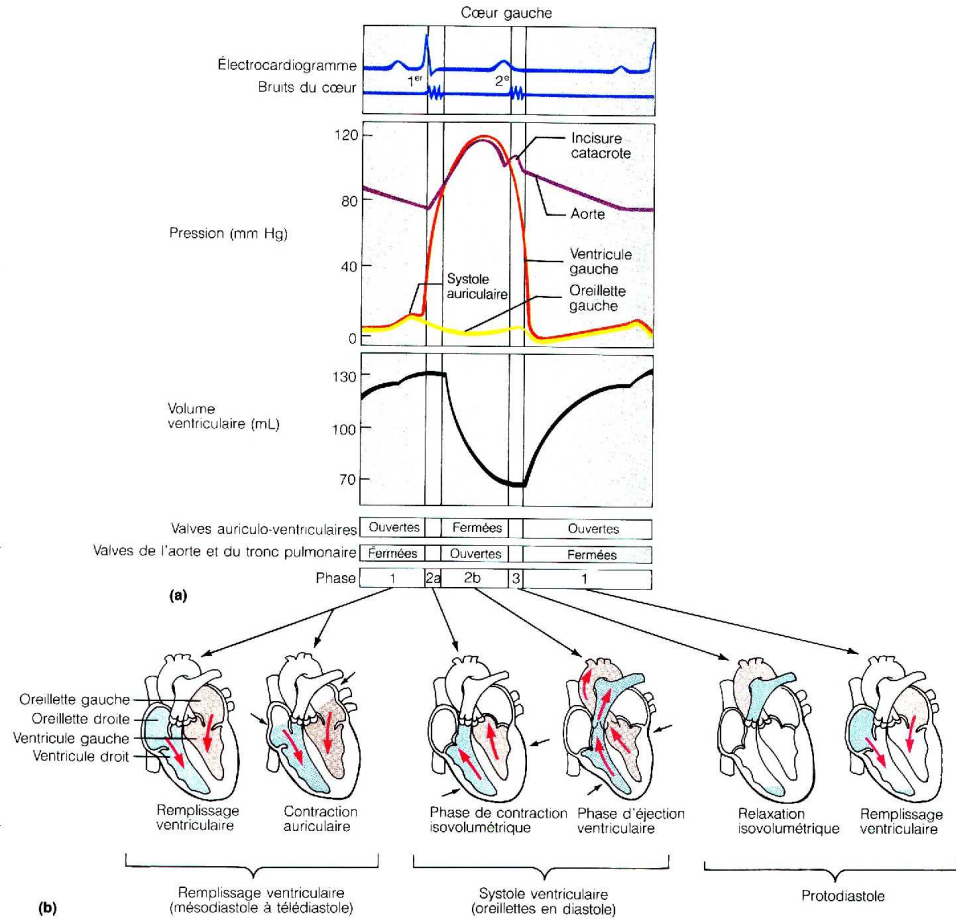 Cœur gauche
Électrocardiogramme
1er
2e
Bruits du cœur
120
80
40
0
Pression (mm Hg)
Incisure
catacrote
Aorte
Ventricule
gauche
Systole
auriculaire
Oreillette
gauche
130
100
70
Volume
ventriculaire (mL)
Valves auriculo-ventriculaires
Ouvertes
Fermées
Ouvertes
Valves de l'aorte et du tronc pulmonaire
Fermées
Ouvertes
Fermées
Phase
1
2a
2b
3
1
(a)
Oreillette gauche
Oreillette droite
Ventricule gauche
Ventricule droit
Remplissage
ventriculaire
Contraction
auriculaire
Phase de contraction
isovolumétrique
Phase d'éjection
ventriculaire
Relaxation
isovolumétrique
Remplissage
ventriculaire
Remplissage ventriculaire
(mésodiastole à télédiastole)
Systole ventriculaire
(oreillettes en diastole)
Protodiastole
(b)